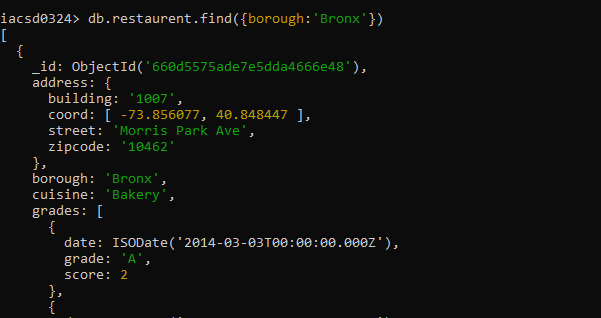 iacsd0324> db.restaurent.find({borough:'Bronx'})
[
  {
    _id: ObjectId('660d5575ade7e5dda4666e48'),
    address: {
      building: '1007',
      coord: [ -73.856077, 40.848447 ],
      street: 'Morris Park Ave',
      zipcode: '10462'
    },
    borough: 'Bronx',
    cuisine: 'Bakery',
    grades: [
      {
        date: ISODate('2014-03-03T00:00:00.000Z'),
        grade: 'A',
        score: 2
      },
      {